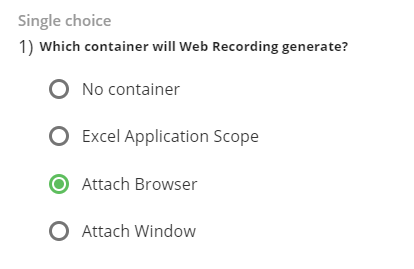 Single choice
1) Which container will Web Recording generate?
No container
Excel Application Scope
Attach Browser
Attach Window